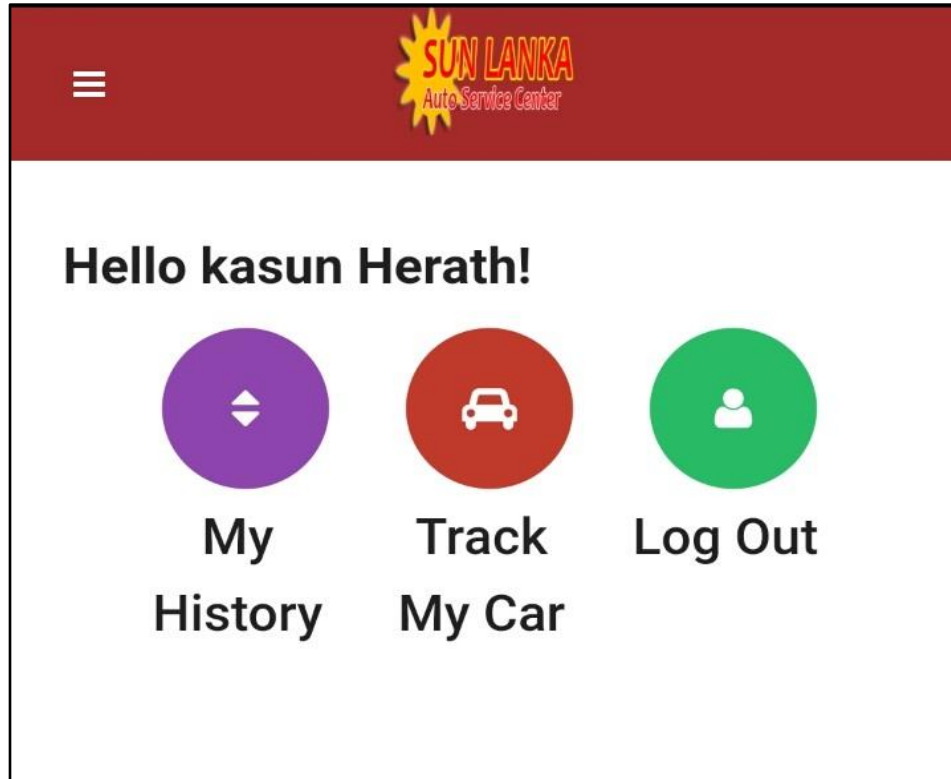 SUN LANKA
Auto Service Center
Hello kasun Herath!
My History
Track My Car
Log Out